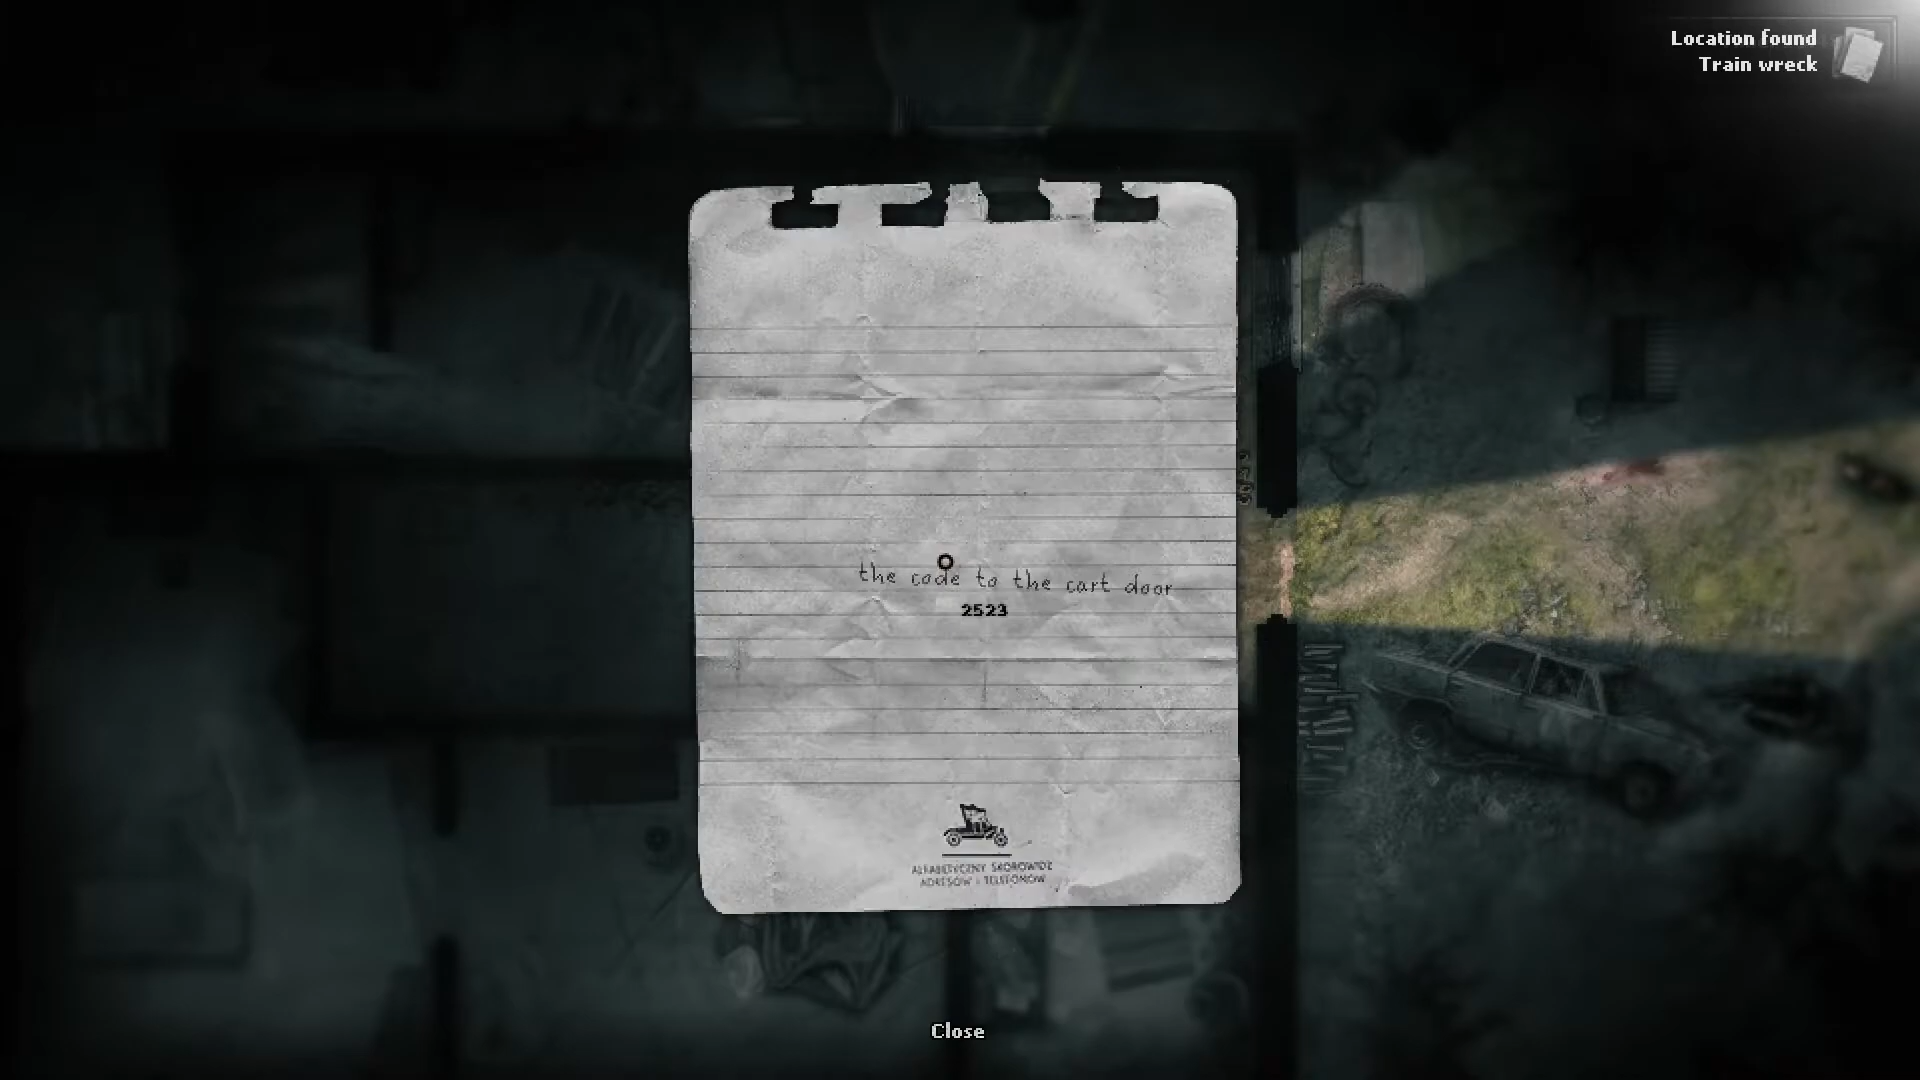 Location found
Train wreck
the code to the cart door
2523
ALFABETYCZNY SKOROWIDZ
ADRESÓW I TELEFONÓW
Close